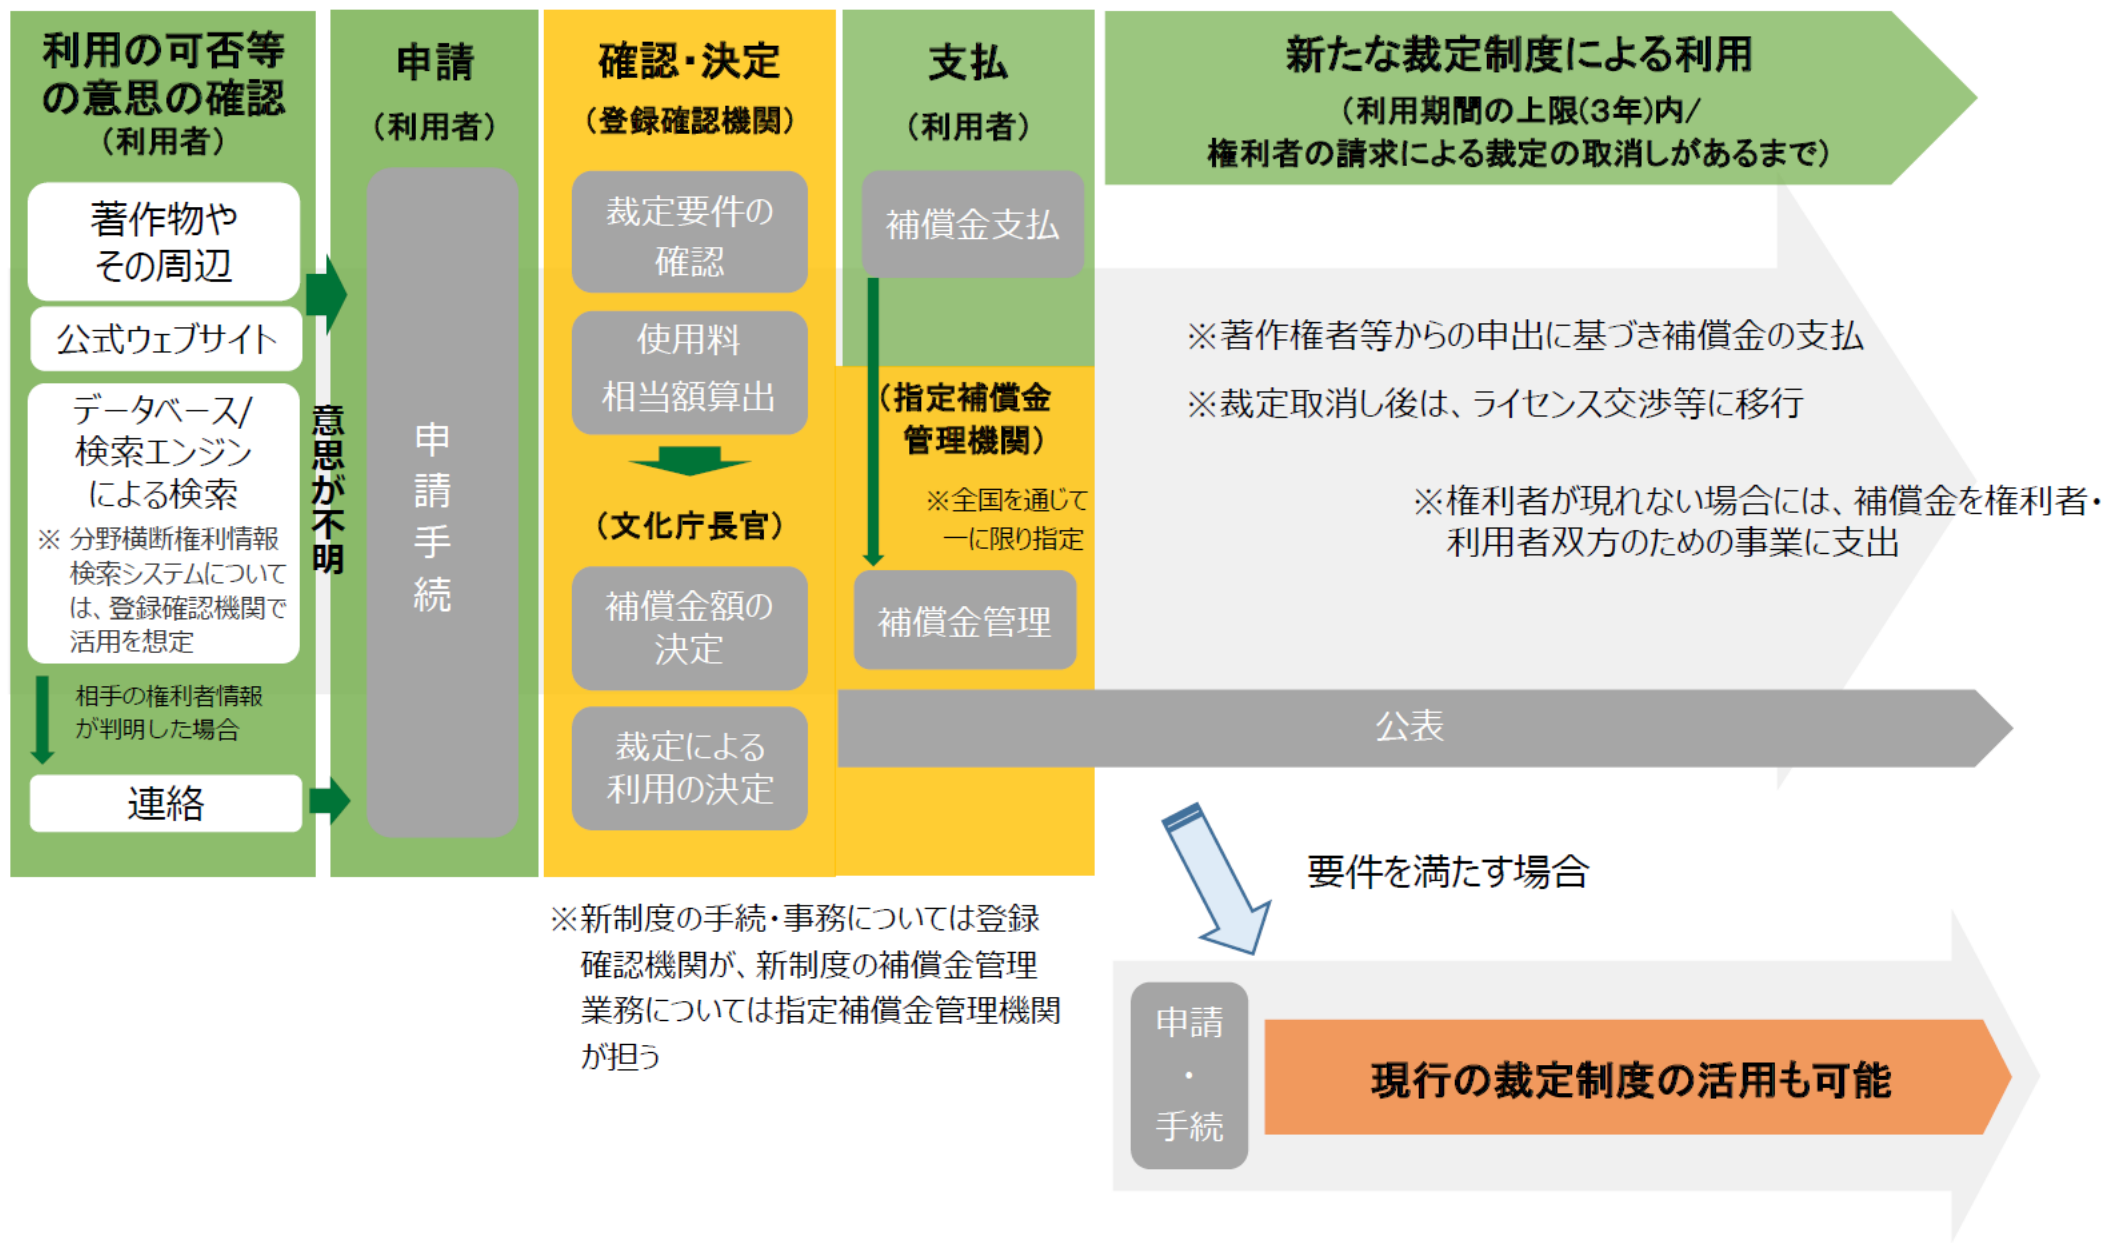 利用の可否等
の意思の確認
（利用者）
著作物や
その周辺
公式ウェブサイト
データベース/
検索エンジン
による検索
※ 分野横断権利情報
検索システムについて
は、登録確認機関で
活用を想定
相手の権利者情報
が判明した場合
連絡
意思が不明
申請
（利用者）
申請手続
確認・決定
（登録確認機関）
裁定要件の
確認
使用料
相当額算出
（文化庁長官）
補償金額の
決定
裁定による
利用の決定
支払
（利用者）
補償金支払
（指定補償金
管理機関）
※全国を通じて
一に限り指定
補償金管理
新たな裁定制度による利用
（利用期間の上限(３年)内/
権利者の請求による裁定の取消しがあるまで）
※著作権者等からの申出に基づき補償金の支払
※裁定取消し後は、ライセンス交渉等に移行
※権利者が現れない場合には、補償金を権利者・
利用者双方のための事業に支出
公表
※新制度の手続・事務については登録
確認機関が、新制度の補償金管理
業務については指定補償金管理機関
が担う
要件を満たす場合
申請
・
手続
現行の裁定制度の活用も可能